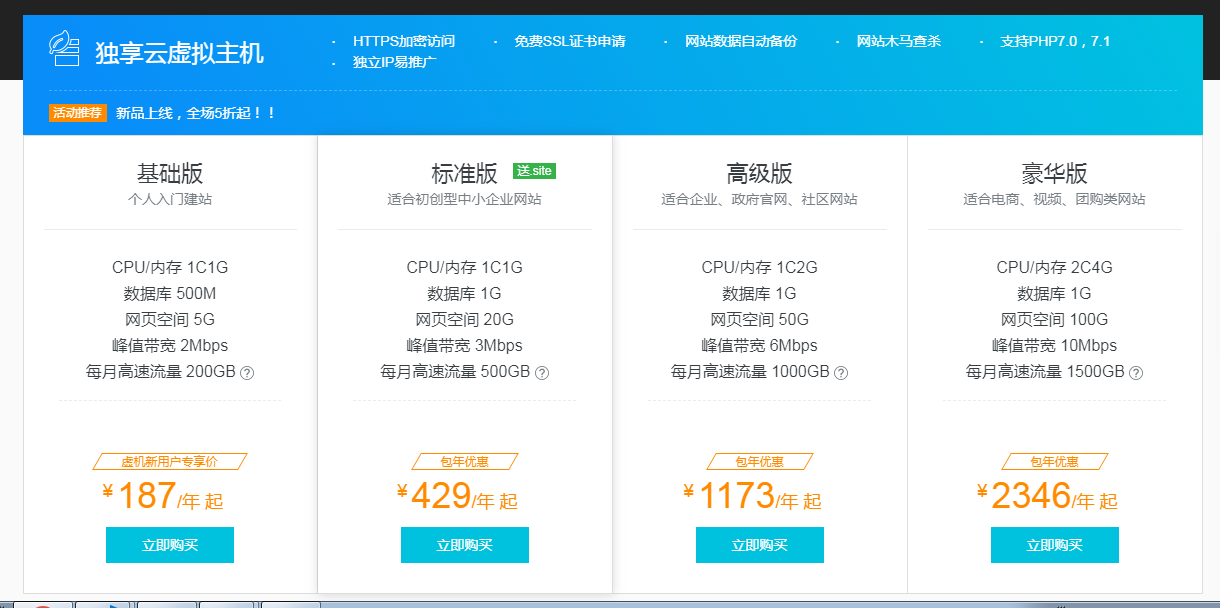 独享云虚拟主机
· HTTPS加密访问 · 免费SSL证书申请 · 网站数据自动备份 · 网站木马查杀 · 支持PHP7.0，7.1
· 独立IP易推广
活动推荐 新品上线，全场5折起！！
基础版
个人入门建站
CPU/内存 1C1G
数据库 500M
网页空间 5G
峰值带宽 2Mbps
每月高速流量 200GB ?
虚机新用户专享价
¥187/年 起
立即购买
标准版 送.site
适合初创型中小企业网站
CPU/内存 1C1G
数据库 1G
网页空间 20G
峰值带宽 3Mbps
每月高速流量 500GB ?
包年优惠
¥429/年 起
立即购买
高级版
适合企业、政府官网、社区网站
CPU/内存 1C2G
数据库 1G
网页空间 50G
峰值带宽 6Mbps
每月高速流量 1000GB ?
包年优惠
¥1173/年 起
立即购买
豪华版
适合电商、视频、团购类网站
CPU/内存 2C4G
数据库 1G
网页空间 100G
峰值带宽 10Mbps
每月高速流量 1500GB ?
包年优惠
¥2346/年 起
立即购买